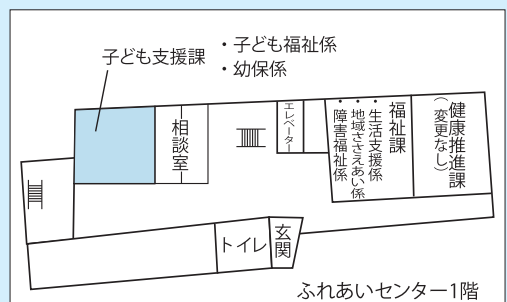 子ども支援課
・子ども福祉係
・幼保係
相談室
エレベーター
福祉課
・生活支援係
・地域ささえあい係
・障害福祉係
健康推進課
（変更なし）
トイレ
玄関
ふれあいセンター1階